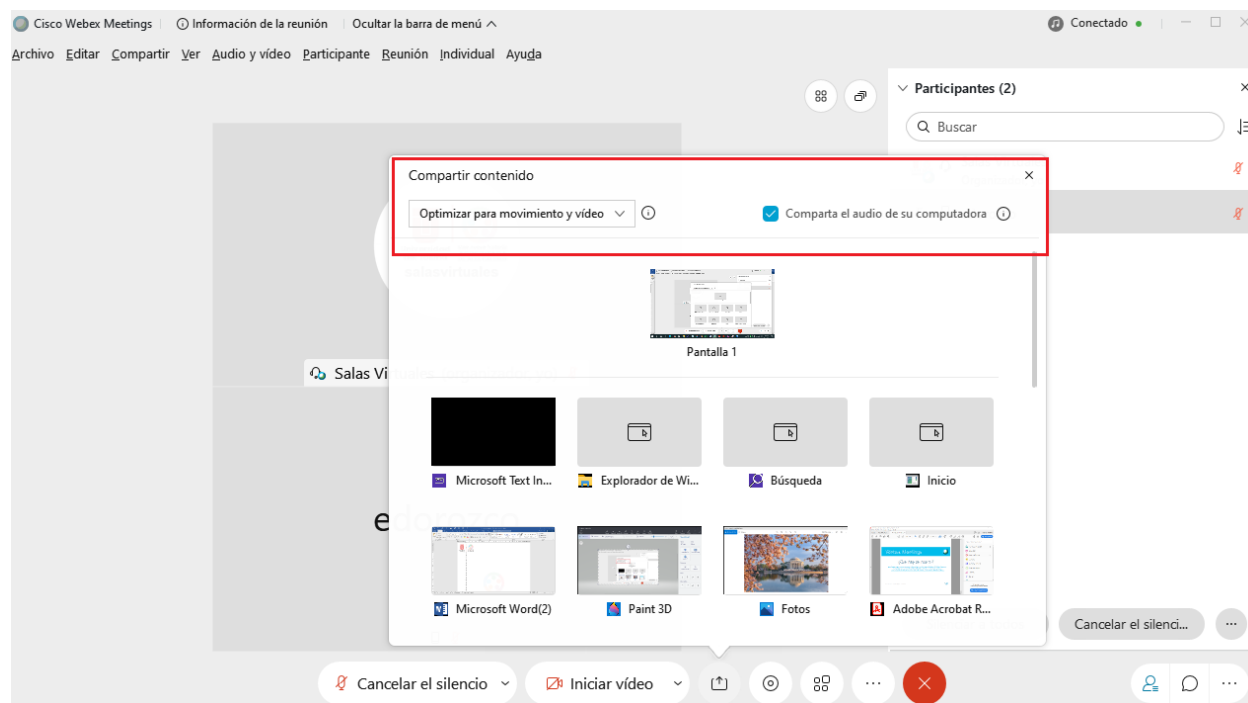 Cisco Webex Meetings
Información de la reunión
Ocultar la barra de menú
Conectado
Archivo Editar Compartir Ver Audio y vídeo Participante Reunión Individual Ayuda
Participantes (2)
Buscar
Compartir contenido
Optimizar para movimiento y vídeo
Comparta el audio de su computadora
Pantalla 1
Salas Vi
Microsoft Text In...
Explorador de Wi...
Búsqueda
Inicio
Microsoft Word(2)
Paint 3D
Fotos
Adobe Acrobat R...
Cancelar el silenci...
Cancelar el silencio
Iniciar vídeo